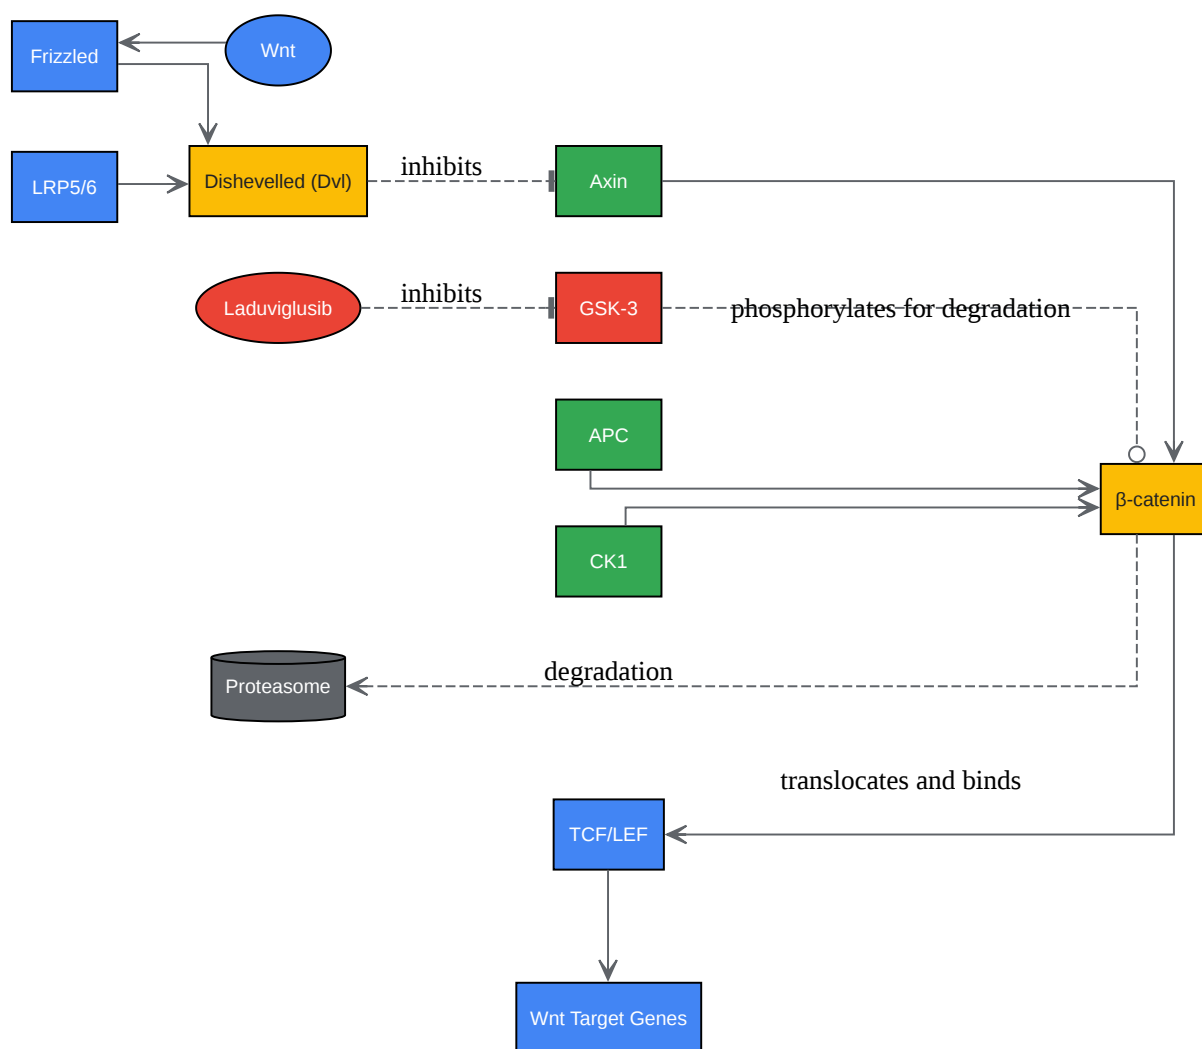 Frizzled
Wnt
LRP5/6
Dishevelled (Dvl)
inhibits
Axin
Laduviglusib
inhibits
GSK-3
phosphorylates for degradation
APC
β-catenin
CK1
Proteasome
degradation
translocates and binds
TCF/LEF
Wnt Target Genes